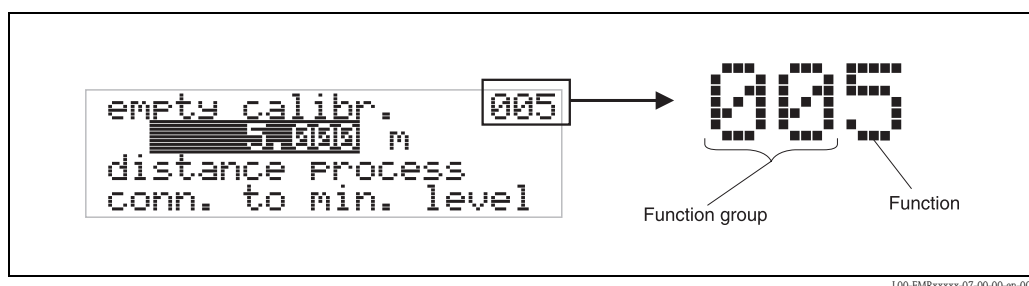 empty calibr. 005
5.000 m
distance process
conn. to min. level
005
Function group
Function